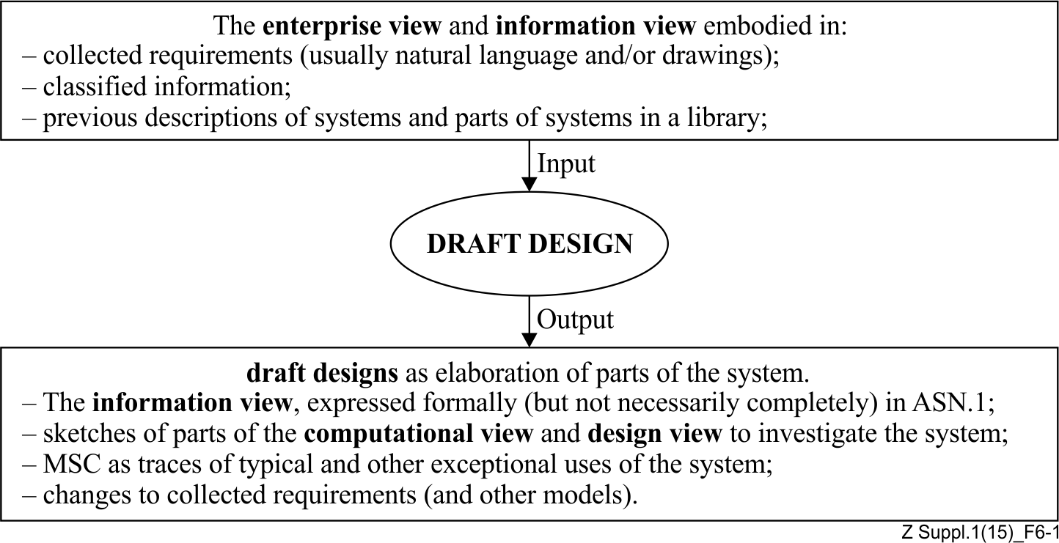 The enterprise view and information view embodied in:
– collected requirements (usually natural language and/or drawings);
– classified information;
– previous descriptions of systems and parts of systems in a library;
Input
DRAFT DESIGN
Output
draft designs as elaboration of parts of the system.
– The information view, expressed formally (but not necessarily completely) in ASN.1;
– sketches of parts of the computational view and design view to investigate the system;
– MSC as traces of typical and other exceptional uses of the system;
– changes to collected requirements (and other models).
Z Suppl.1(15)_F6-1